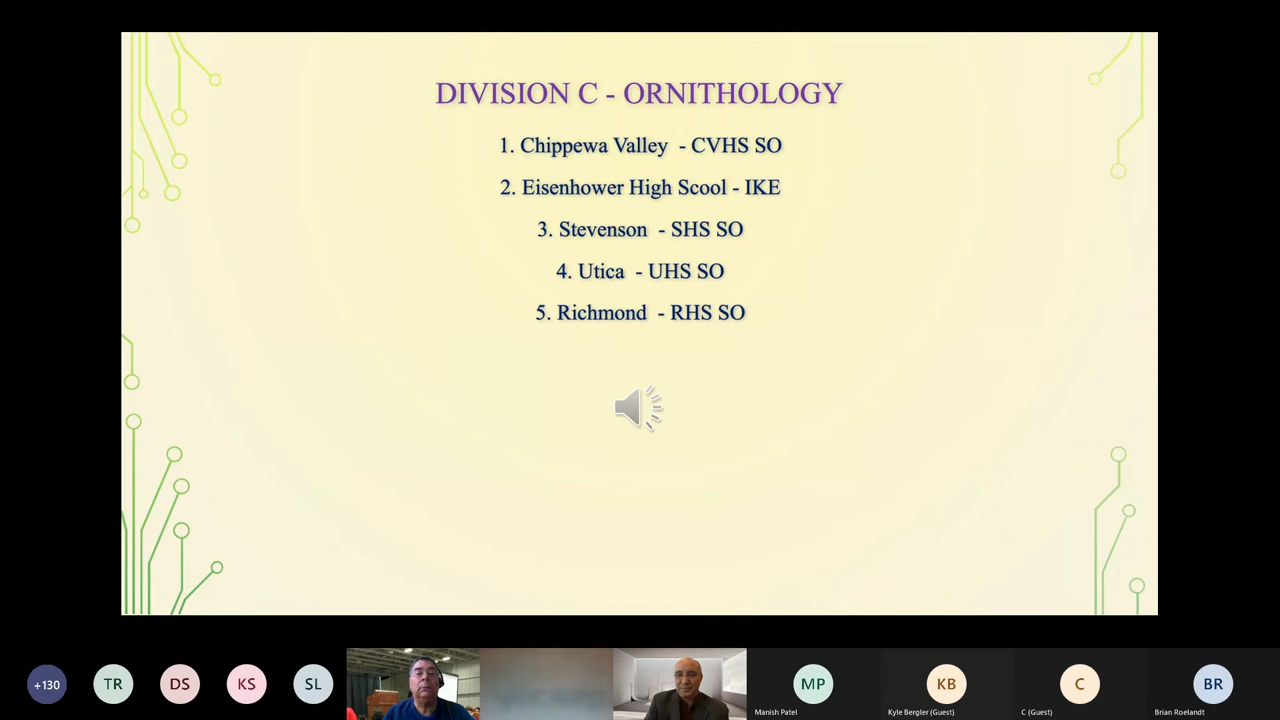 DIVISION C - ORNITHOLOGY
1. Chippewa Valley - CVHS SO
2. Eisenhower High Scool - IKE
3. Stevenson - SHS SO
4. Utica - UHS SO
5. Richmond - RHS SO
+130
TR
DS
KS
SL
MP
Manish Patel
KB
Kyle Bergler (Guest)
C
C (Guest)
BR
Brian Roelandt